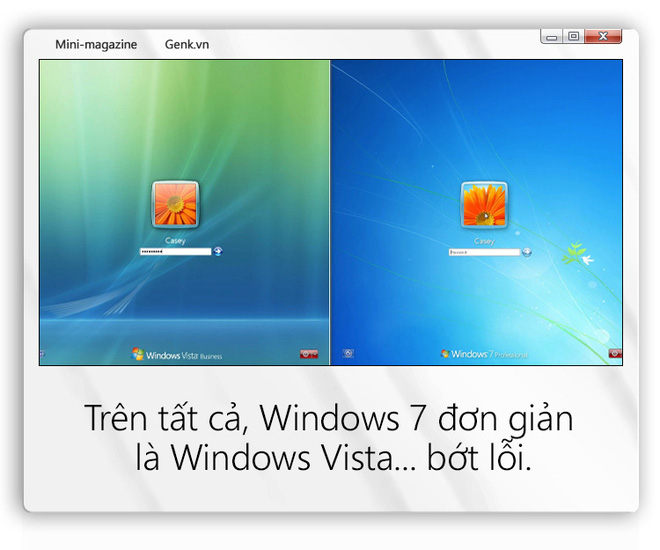 Mini-magazine Genk.vn
Casey
Casey
Windows Vista Business
Windows 7 Professional
Trên tất cả, Windows 7 đơn giản
là Windows Vista... bớt lỗi.